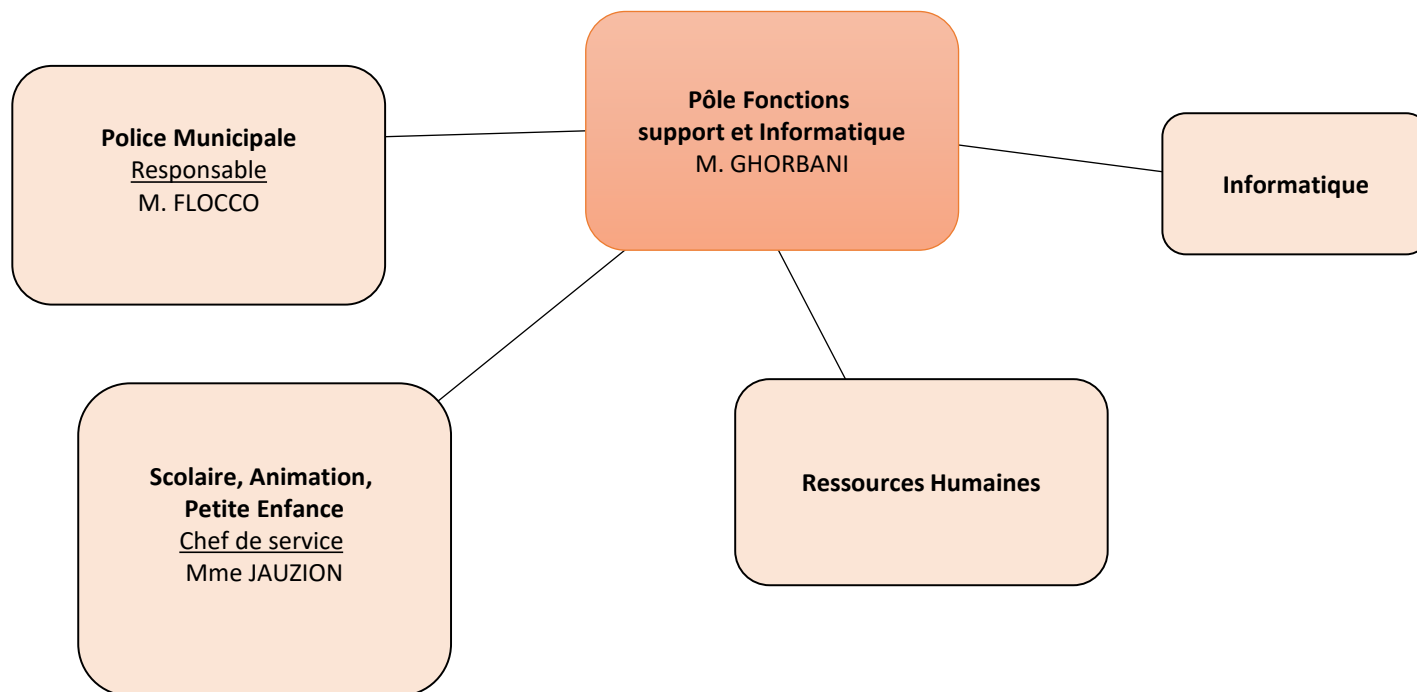 Pôle Fonctions
support et Informatique
M. GHORBANI
Police Municipale
Responsable
M. FLOCCO
Informatique
Scolaire, Animation,
Petite Enfance
Chef de service
Mme JAUZION
Ressources Humaines